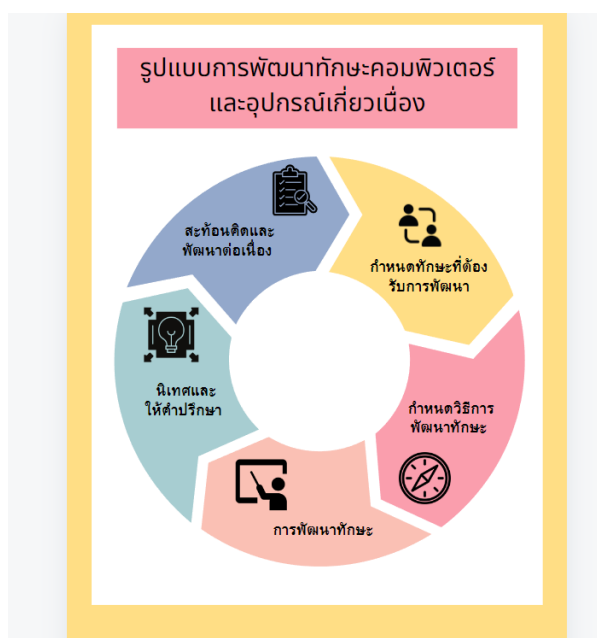 รูปแบบการพัฒนาทักษะคอมพิวเตอร์
และอุปกรณ์เกี่ยวเนื่อง
กำหนดทักษะที่ต้อง
รับการพัฒนา
กำหนดวิธีการ
พัฒนาทักษะ
การพัฒนาทักษะ
นิเทศและ
ให้คำปรึกษา
สะท้อนคิดและ
พัฒนาต่อเนื่อง